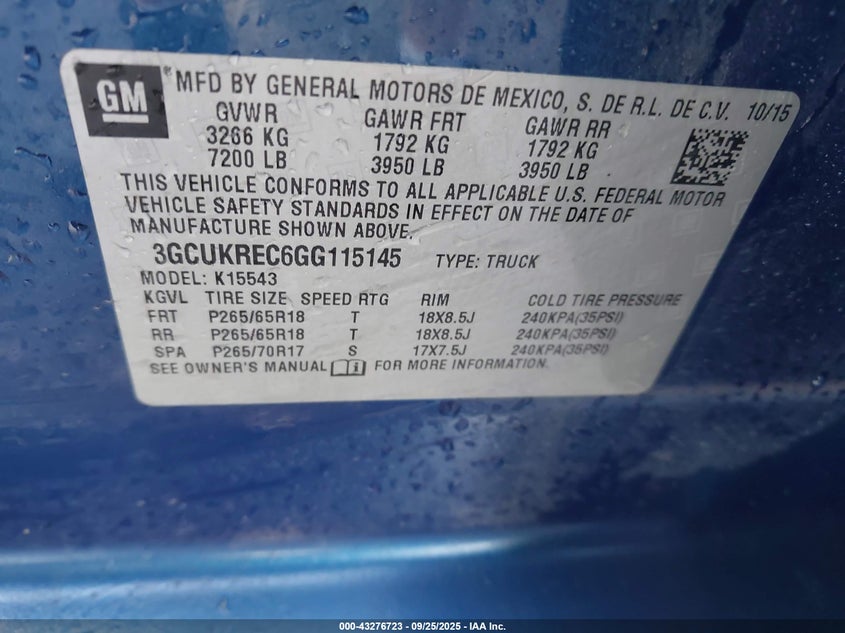 GM
MFD BY GENERAL MOTORS DE MEXICO, S. DE R.L. DE C.V. 10/15
GVWR GAWR FRT GAWR RR
3266 KG 1792 KG 1792 KG
7200 LB 3950 LB 3950 LB
THIS VEHICLE CONFORMS TO ALL APPLICABLE U.S. FEDERAL MOTOR
VEHICLE SAFETY STANDARDS IN EFFECT ON THE DATE OF
MANUFACTURE SHOWN ABOVE.
3GCUKREC6GG115145 TYPE: TRUCK
MODEL: K15543
KGVL TIRE SIZE SPEED RTG RIM COLD TIRE PRESSURE
FRT P265/65R18 T 18X8.5J 240KPA(35PSI)
RR P265/65R18 T 18X8.5J 240KPA(35PSI)
SPA P265/70R17 S 17X7.5J 240KPA(35PSI)
SEE OWNER'S MANUAL FOR MORE INFORMATION.
000-43276723 | 09/25/2025 - IAA Inc.